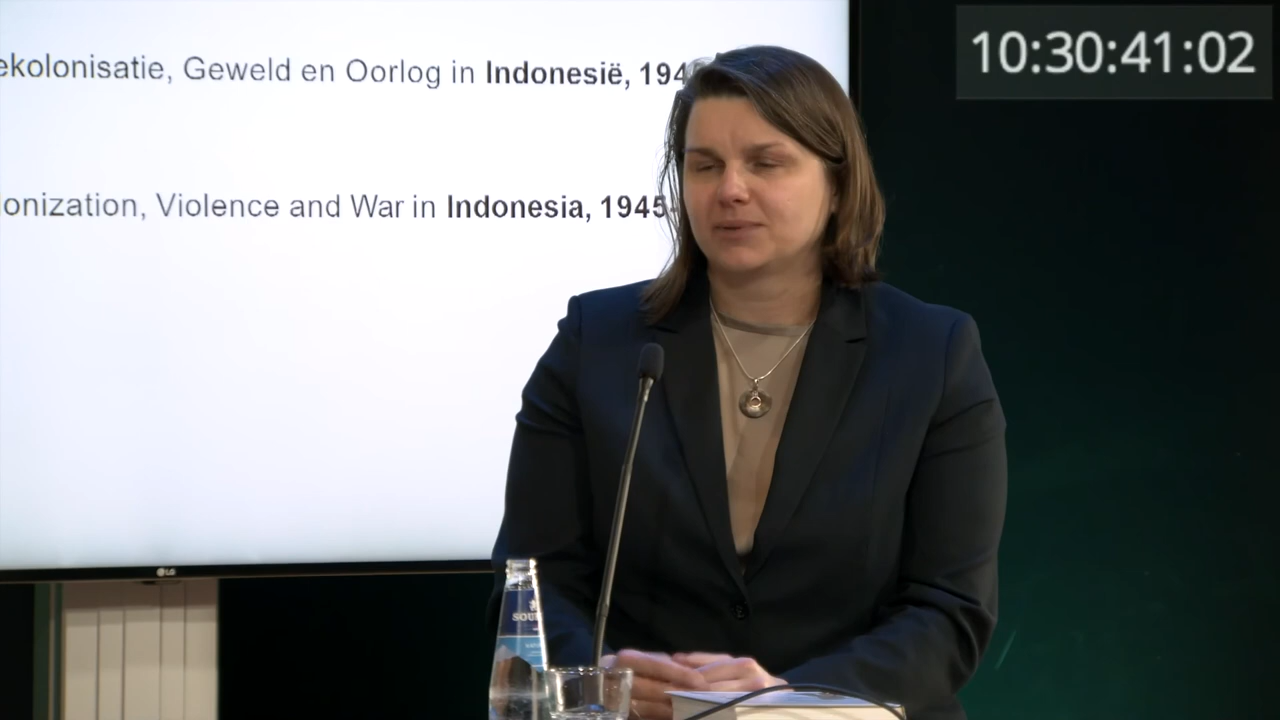 10:30:41:02
ekolonisatie, Geweld en Oorlog in Indonesië, 194
onization, Violence and War in Indonesia, 1945-
LG
SOU